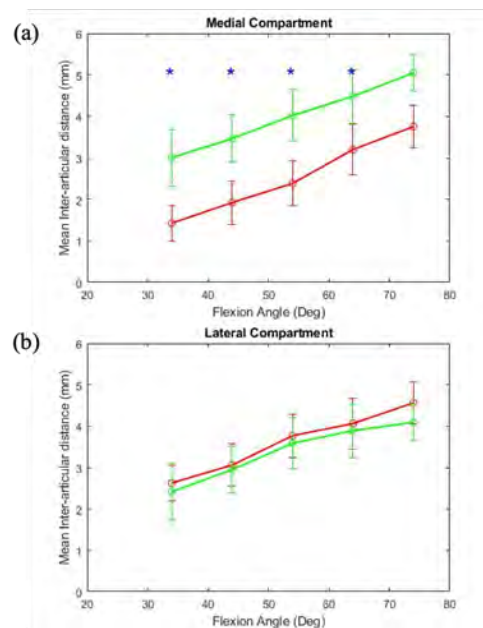 (a)
Medial Compartment
Mean Inter-articular distance (mm)
6
5
4
3
2
1
0
20 30 40 50 60 70 80
Flexion Angle (Deg)
(b)
Lateral Compartment
Mean Inter-articular distance (mm)
6
5
4
3
2
1
0
20 30 40 50 60 70 80
Flexion Angle (Deg)